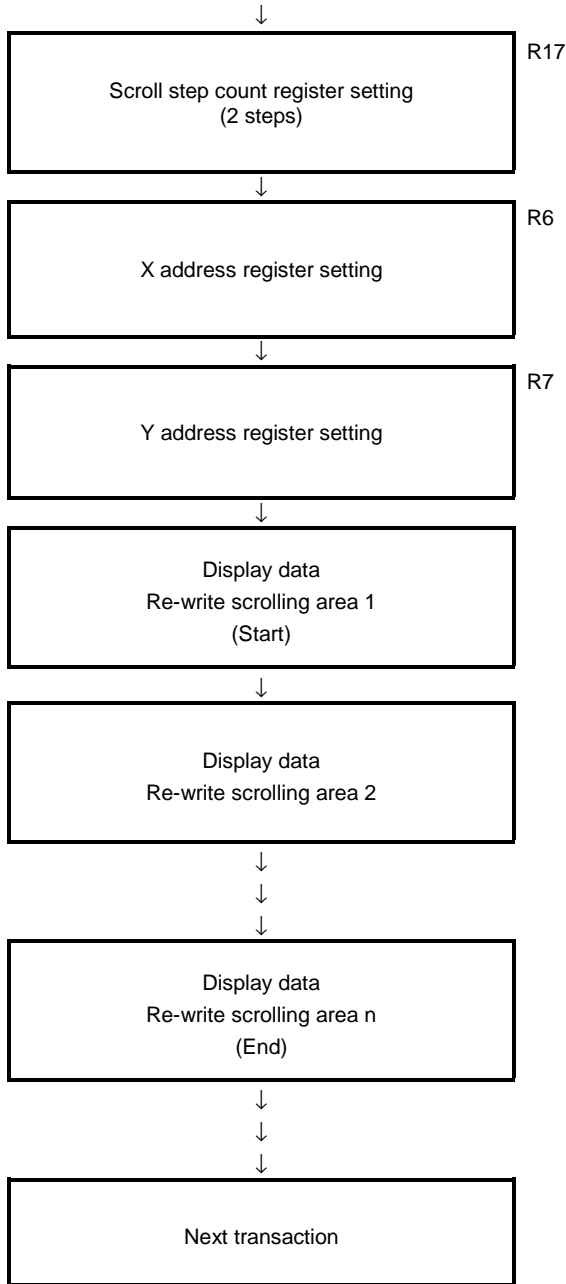 ↓
R17
Scroll step count register setting
(2 steps)
↓
R6
X address register setting
↓
R7
Y address register setting
↓
Display data
Re-write scrolling area 1
(Start)
↓
Display data
Re-write scrolling area 2
↓
↓
↓
Display data
Re-write scrolling area n
(End)
↓
↓
↓
Next transaction